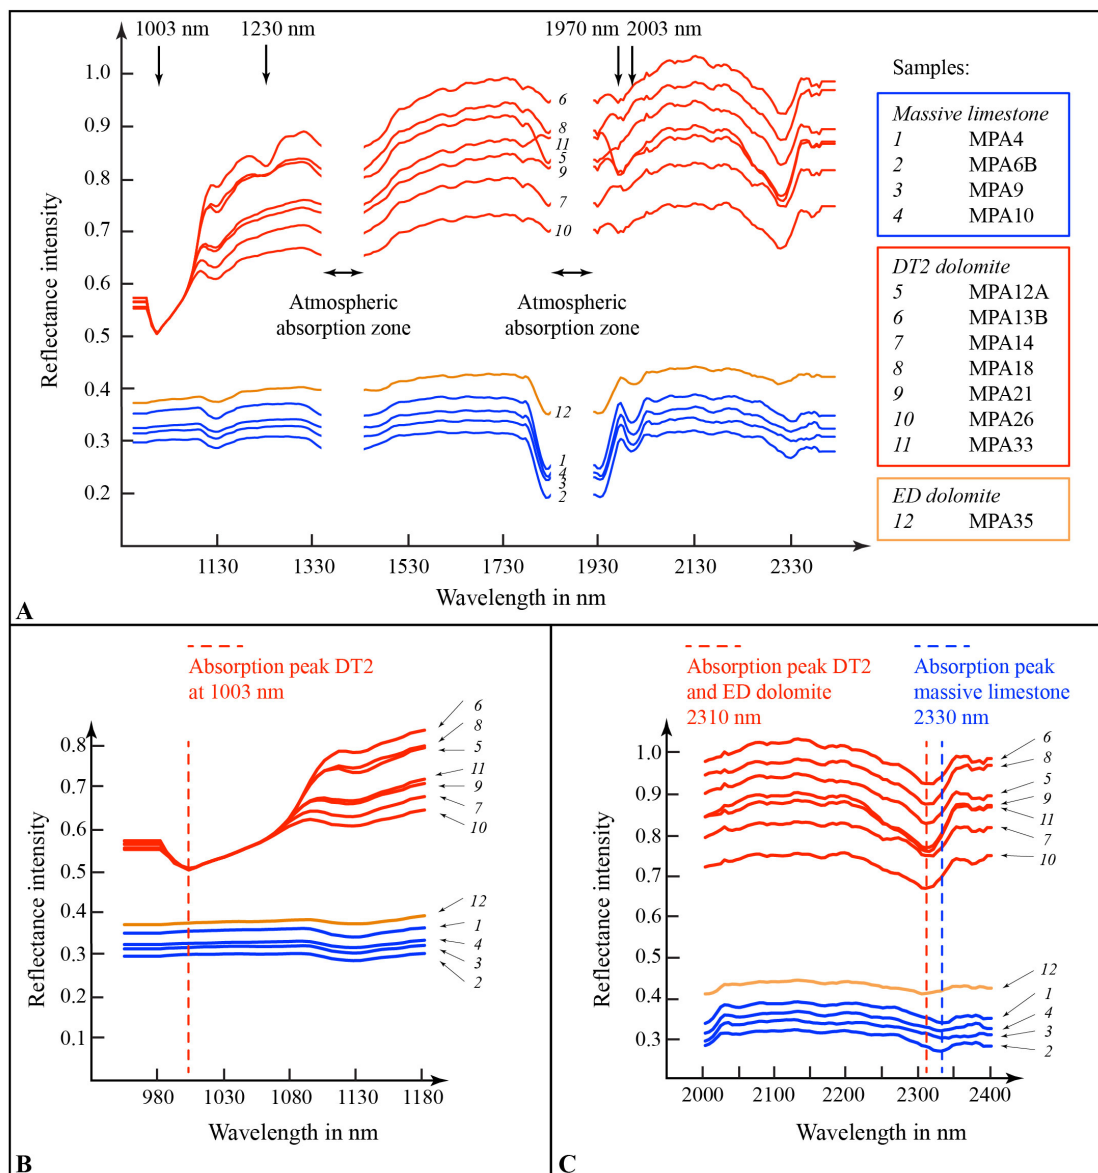 1003 nm
1230 nm
1970 nm
2003 nm
Reflectance intensity
1.0
0.9
0.8
0.7
0.6
0.5
0.4
0.3
0.2
6
8
11
5
9
7
10
12
1
4
3
2
Atmospheric
absorption zone
Atmospheric
absorption zone
1130
1330
1530
1730
1930
2130
2330
Wavelength in nm
A
Samples:
Massive limestone
1 MPA4
2 MPA6B
3 MPA9
4 MPA10
DT2 dolomite
5 MPA12A
6 MPA13B
7 MPA14
8 MPA18
9 MPA21
10 MPA26
11 MPA33
ED dolomite
12 MPA35
Absorption peak DT2
at 1003 nm
Reflectance intensity
0.8
0.7
0.6
0.5
0.4
0.3
0.2
0.1
6
8
5
11
9
7
10
12
1
4
3
2
980
1030
1080
1130
1180
Wavelength in nm
B
Absorption peak DT2
and ED dolomite
2310 nm
Absorption peak
massive limestone
2330 nm
Reflectance intensity
1.0
0.9
0.8
0.7
0.6
0.5
0.4
0.3
6
8
5
9
11
7
10
12
1
4
3
2
2000
2100
2200
2300
2400
Wavelength in nm
C